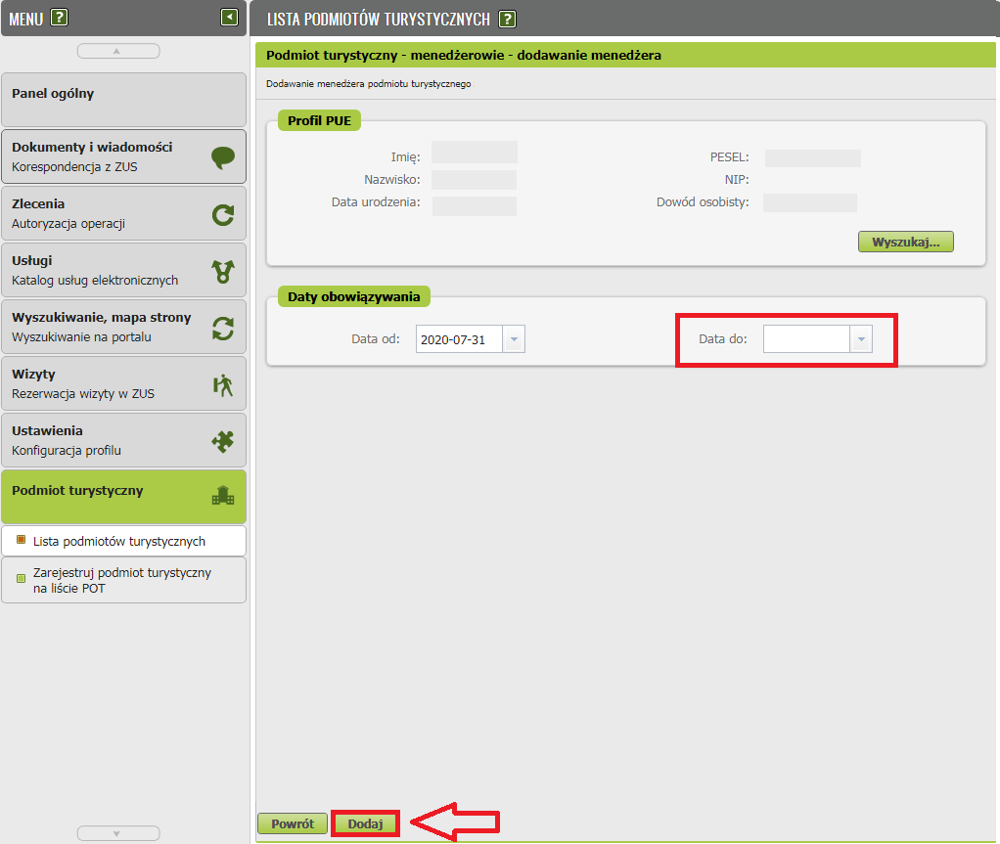 MENU ?
Panel ogólny
Dokumenty i wiadomości
Korespondencja z ZUS
Zlecenia
Autoryzacja operacji
Usługi
Katalog usług elektronicznych
Wyszukiwanie, mapa strony
Wyszukiwanie na portalu
Wizyty
Rezerwacja wizyty w ZUS
Ustawienia
Konfiguracja profilu
Podmiot turystyczny
Lista podmiotów turystycznych
Zarejestruj podmiot turystyczny
na liście POT
LISTA PODMIOTÓW TURYSTYCZNYCH ?
Podmiot turystyczny - menedżerowie - dodawanie menedżera
Dodawanie menedżera podmiotu turystycznego
Profil PUE
Imię: PESEL:
Nazwisko: NIP:
Data urodzenia: Dowód osobisty:
Wyszukaj...
Daty obowiązywania
Data od: 2020-07-31 Data do:
Powrót Dodaj